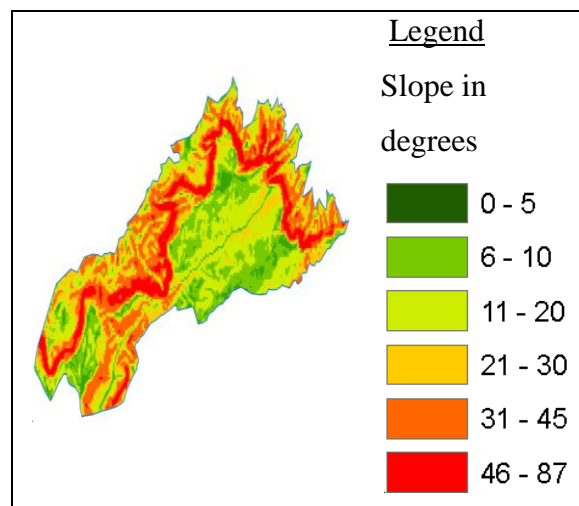 Legend
Slope in
degrees
0 - 5
6 - 10
11 - 20
21 - 30
31 - 45
46 - 87